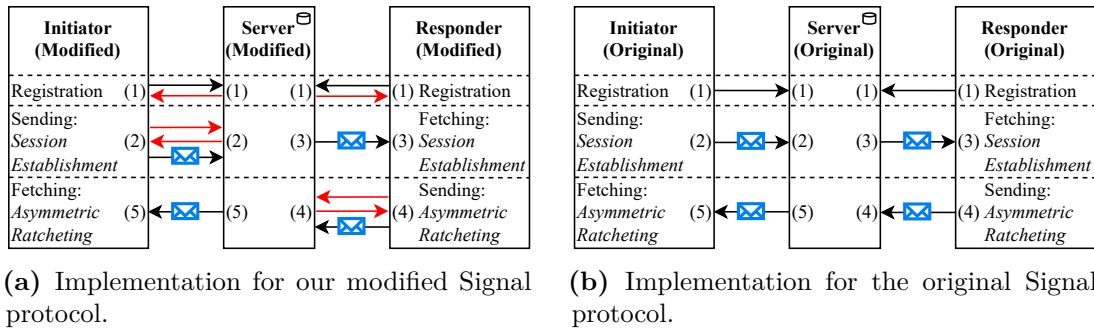 Initiator
(Modified)
Server
(Modified)
Responder
(Modified)
Registration (1) (1) (1) (1) Registration
Sending:
Session
Establishment
(2) (2) (3) (3)
Fetching:
Session
Establishment
Fetching:
Asymmetric
Ratcheting
(5) (5) (4) (4)
Sending:
Asymmetric
Ratcheting
(a) Implementation for our modified Signal
protocol.
Initiator
(Original)
Server
(Original)
Responder
(Original)
Registration (1) (1) (1) (1) Registration
Sending:
Session
Establishment
(2) (2) (3) (3)
Fetching:
Session
Establishment
Fetching:
Asymmetric
Ratcheting
(5) (5) (4) (4)
Sending:
Asymmetric
Ratcheting
(b) Implementation for the original Signal
protocol.